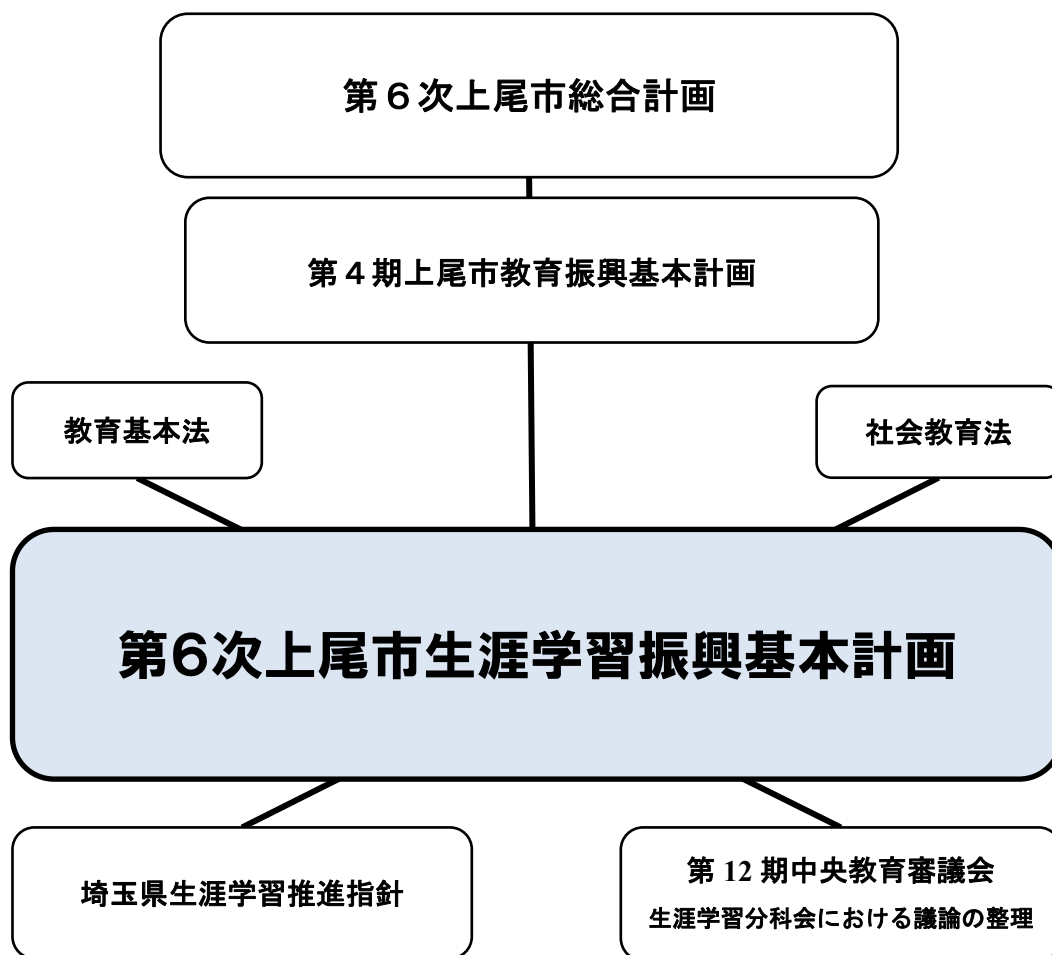 第６次上尾市総合計画
第４期上尾市教育振興基本計画
教育基本法
社会教育法
第6次上尾市生涯学習振興基本計画
埼玉県生涯学習推進指針
第 12 期中央教育審議会
生涯学習分科会における議論の整理